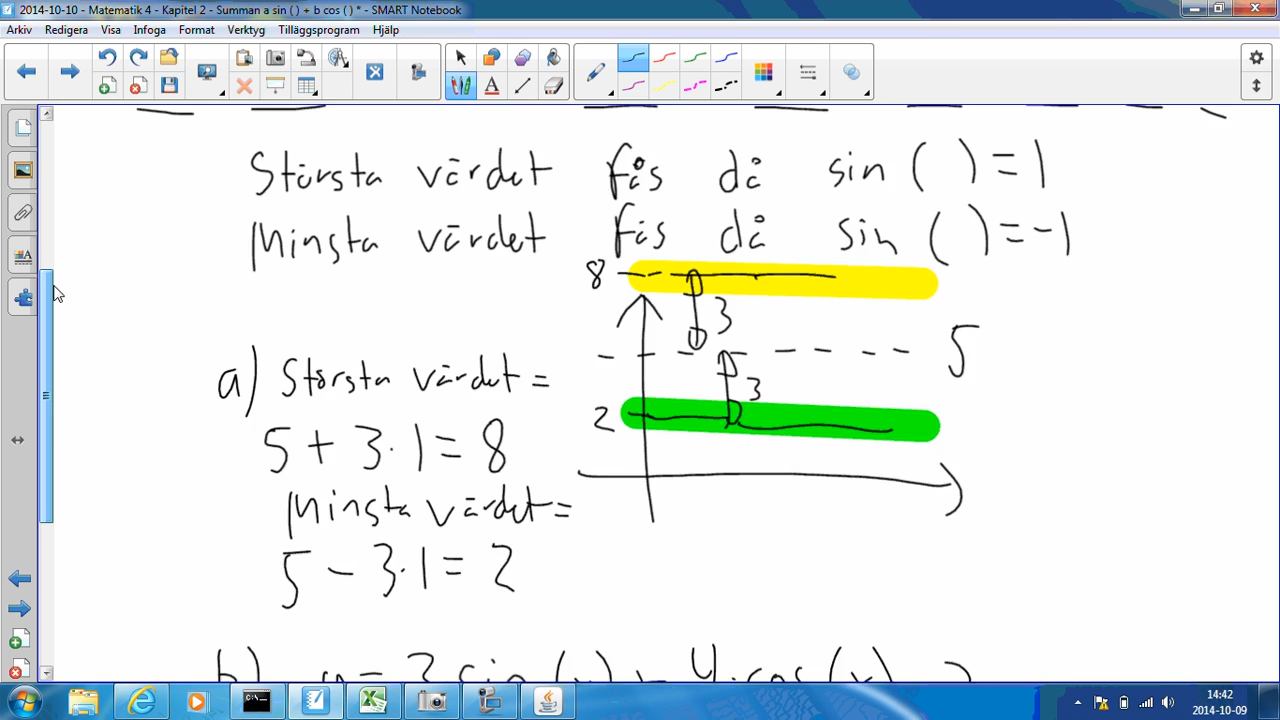 2014-10-10 - Matematik 4 - Kapitel 2 - Summan a sin ( ) + b cos ( ) * - SMART Notebook
Arkiv Redigera Visa Infoga Format Verktyg Tilläggsprogram Hjälp
Största värdet fås då sin ( ) = 1
Minsta värdet fås då sin ( ) = -1
8
3
5
a) Största värdet =
3
2
5 + 3·1 = 8
Minsta värdet =
5 - 3·1 = 2
14:42
2014-10-09